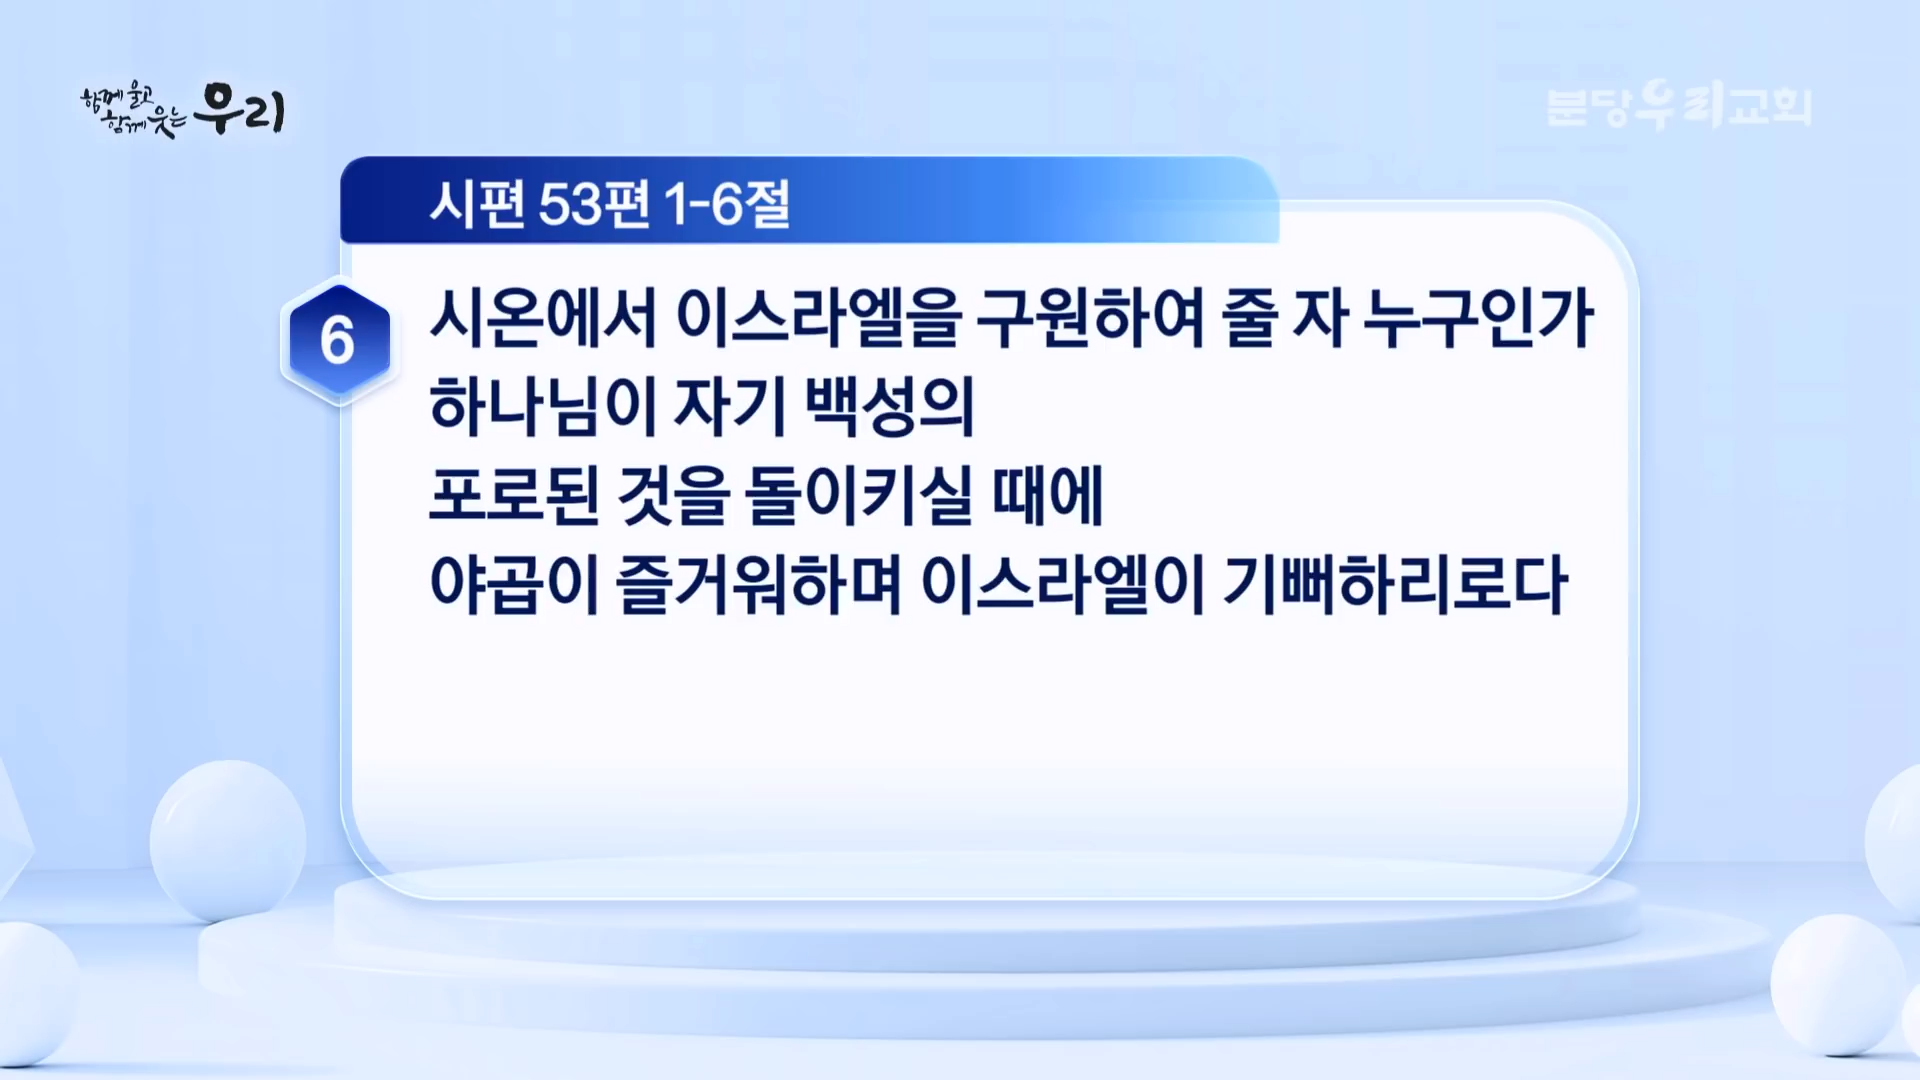 함께 울고
함께 웃는 우리
분당우리교회
시편 53편 1-6절
6
시온에서 이스라엘을 구원하여 줄 자 누구인가
하나님이 자기 백성의
포로된 것을 돌이키실 때에
야곱이 즐거워하며 이스라엘이 기뻐하리로다